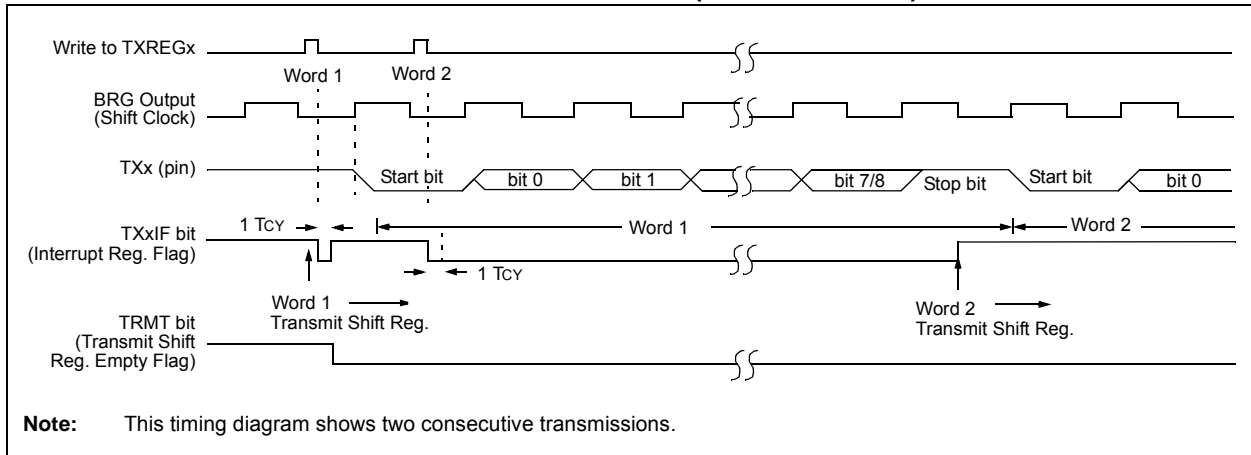 Write to TXREGx
Word 1
Word 2
BRG Output
(Shift Clock)
TXx (pin)
Start bit
bit 0
bit 1
bit 7/8
Stop bit
Start bit
bit 0
1 TCY
TXxIF bit
(Interrupt Reg. Flag)
Word 1
Word 2
1 TCY
Word 1
Transmit Shift Reg.
Word 2
Transmit Shift Reg.
TRMT bit
(Transmit Shift
Reg. Empty Flag)
Note: This timing diagram shows two consecutive transmissions.